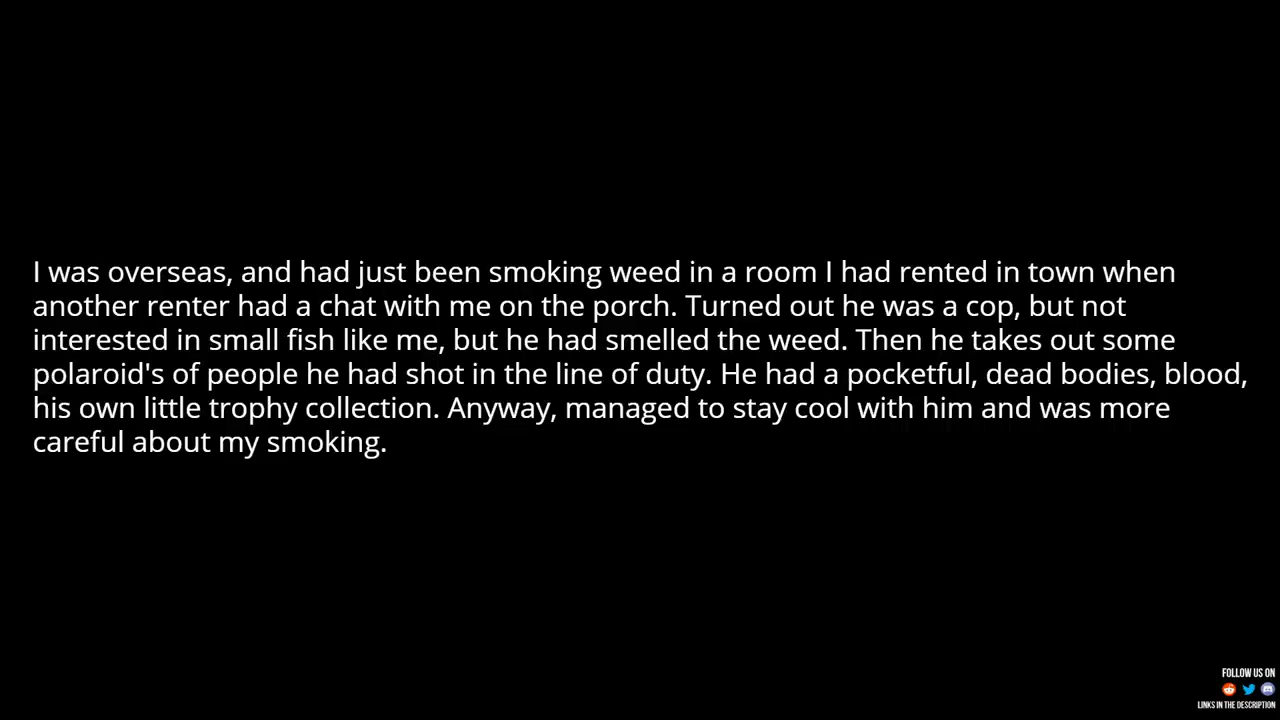 I was overseas, and had just been smoking weed in a room I had rented in town when
another renter had a chat with me on the porch. Turned out he was a cop, but not
interested in small fish like me, but he had smelled the weed. Then he takes out some
polaroid's of people he had shot in the line of duty. He had a pocketful, dead bodies, blood,
his own little trophy collection. Anyway, managed to stay cool with him and was more
careful about my smoking.
FOLLOW US ON
LINKS IN THE DESCRIPTION